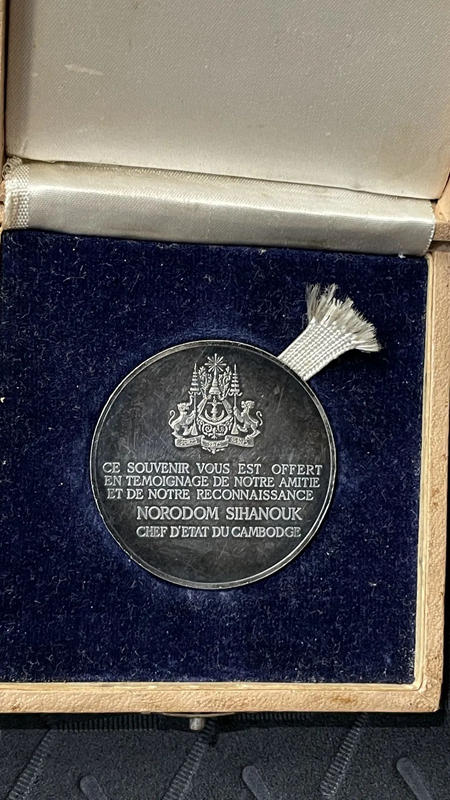 CE SOUVENIR VOUS EST OFFERT
EN TEMOIGNAGE DE NOTRE AMITIE
ET DE NOTRE RECONNAISSANCE
NORODOM SIHANOUK
CHEF D'ETAT DU CAMBODGE